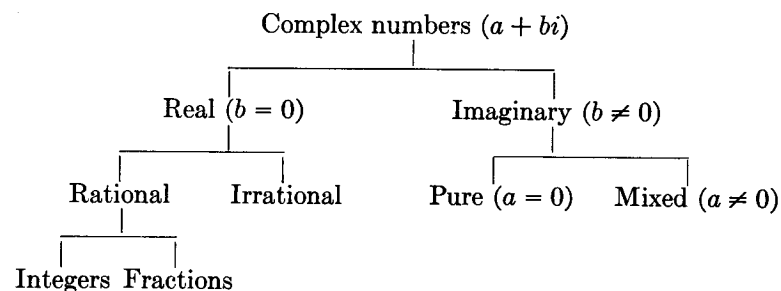 Complex numbers (a + bi)
Real (b = 0) Imaginary (b ≠ 0)
Rational Irrational Pure (a = 0) Mixed (a ≠ 0)
Integers Fractions